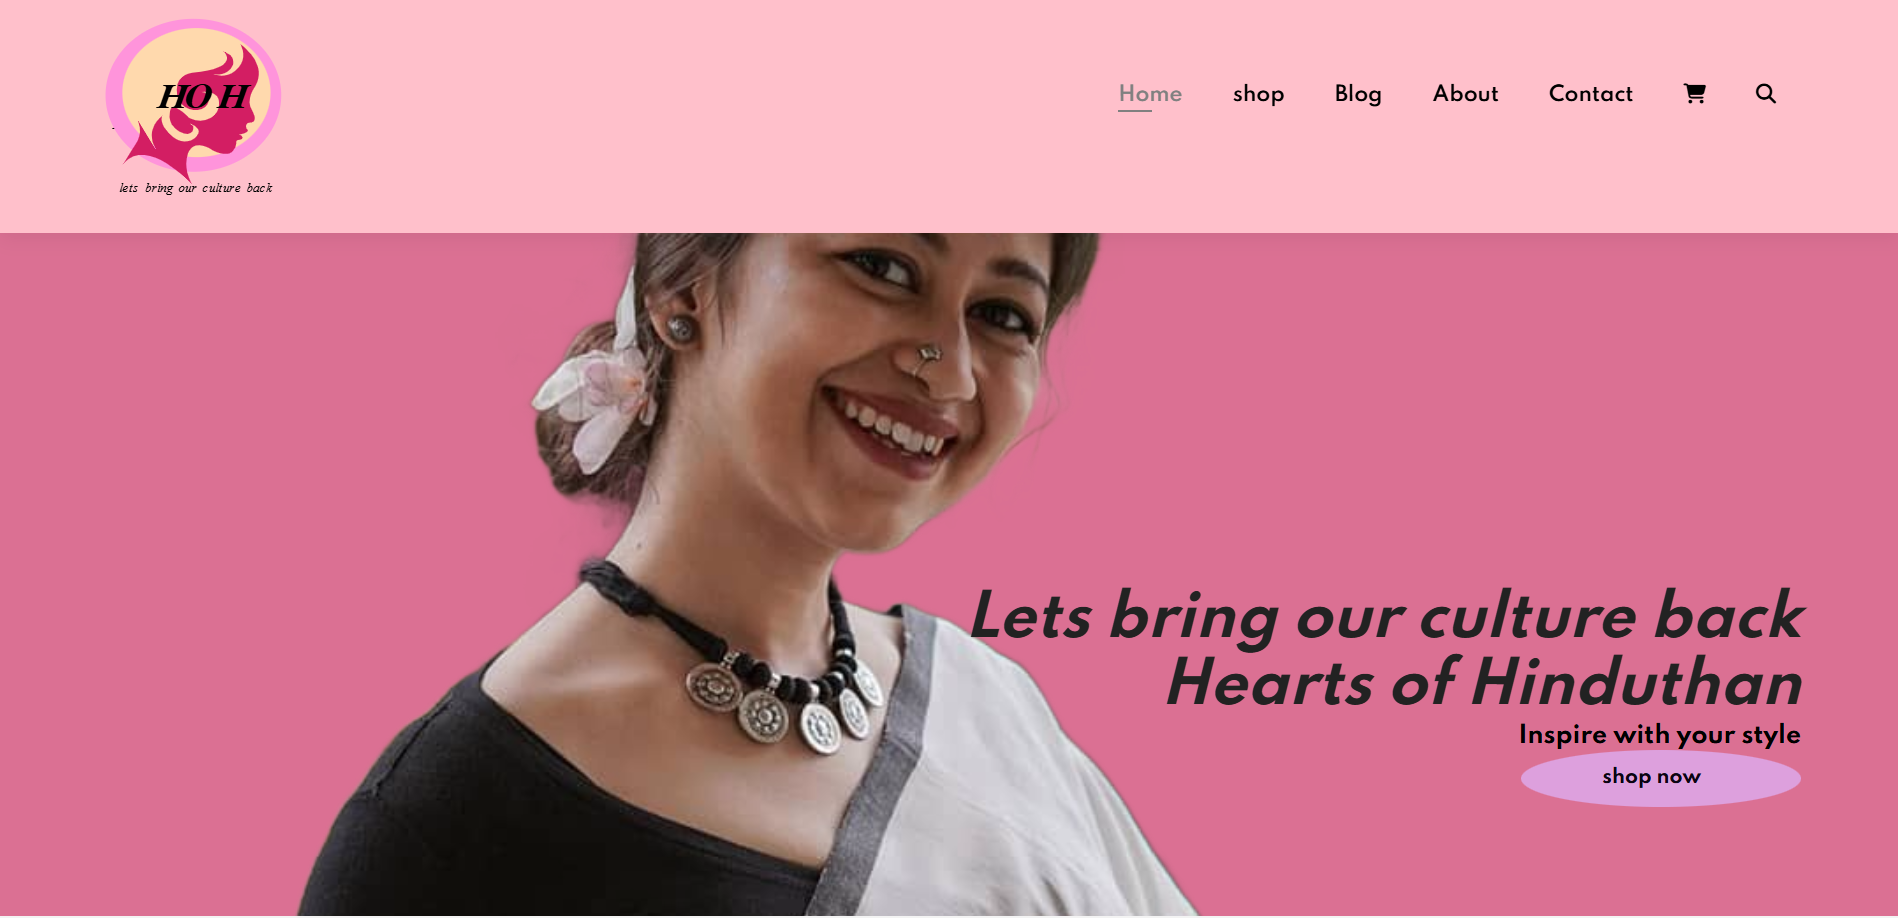 HOH
lets bring our culture back
Home shop Blog About Contact
Lets bring our culture back
Hearts of Hinduthan
Inspire with your style
shop now